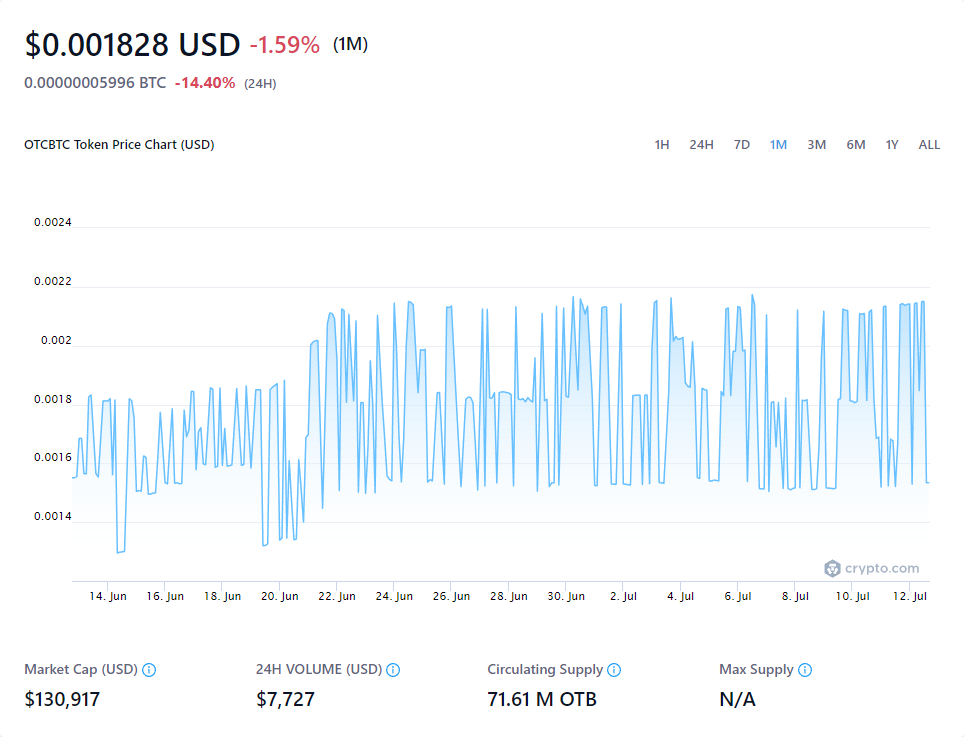 $0.001828 USD -1.59% (1M)
0.00000005996 BTC -14.40% (24H)
OTCBTC Token Price Chart (USD) 1H 24H 7D 1M 3M 6M 1Y ALL
0.0024
0.0022
0.002
0.0018
0.0016
0.0014
crypto.com
14. Jun 16. Jun 18. Jun 20. Jun 22. Jun 24. Jun 26. Jun 28. Jun 30. Jun 2. Jul 4. Jul 6. Jul 8. Jul 10. Jul 12. Jul
Market Cap (USD) 24H VOLUME (USD) Circulating Supply Max Supply
$130,917 $7,727 71.61 M OTB N/A